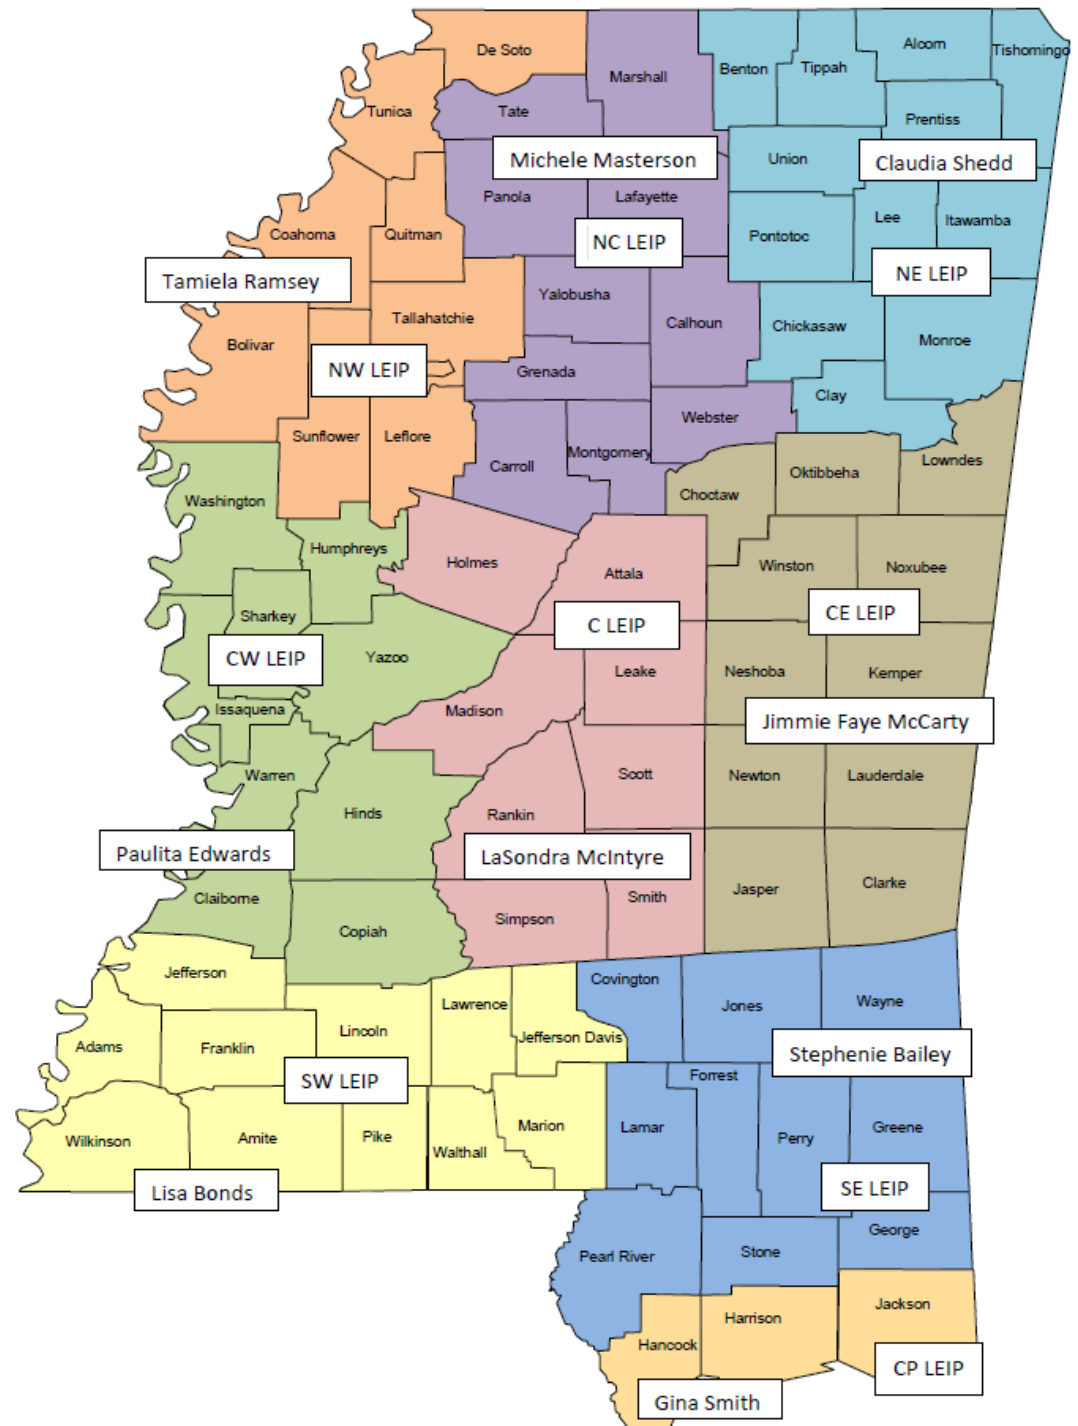 De Soto
Alcorn
Tishomingo
Marshall
Benton
Tippah
Tunica
Tate
Prentiss
Michele Masterson
Union
Claudia Shedd
Panola
Lafayette
Coahoma
Quitman
NC LEIP
Pontotoc
Lee
Itawamba
Tamiela Ramsey
NE LEIP
Yalobusha
Tallahatchie
Calhoun
Chickasaw
Bolivar
Monroe
NW LEIP
Grenada
Clay
Webster
Sunflower
Leflore
Carroll
Montgomery
Lowndes
Oktibbeha
Choctaw
Washington
Humphreys
Holmes
Attala
Winston
Noxubee
Sharkey
C LEIP
CE LEIP
CW LEIP
Yazoo
Leake
Neshoba
Kemper
Issaquena
Madison
Jimmie Faye McCarty
Warren
Scott
Newton
Lauderdale
Hinds
Rankin
Paulita Edwards
LaSondra McIntyre
Claiborne
Smith
Jasper
Clarke
Copiah
Simpson
Jefferson
Covington
Lawrence
Jones
Wayne
Adams
Franklin
Lincoln
Jefferson Davis
Stephenie Bailey
SW LEIP
Forrest
Wilkinson
Amite
Pike
Walthall
Marion
Lamar
Perry
Greene
Lisa Bonds
SE LEIP
Pearl River
Stone
George
Harrison
Jackson
Hancock
CP LEIP
Gina Smith